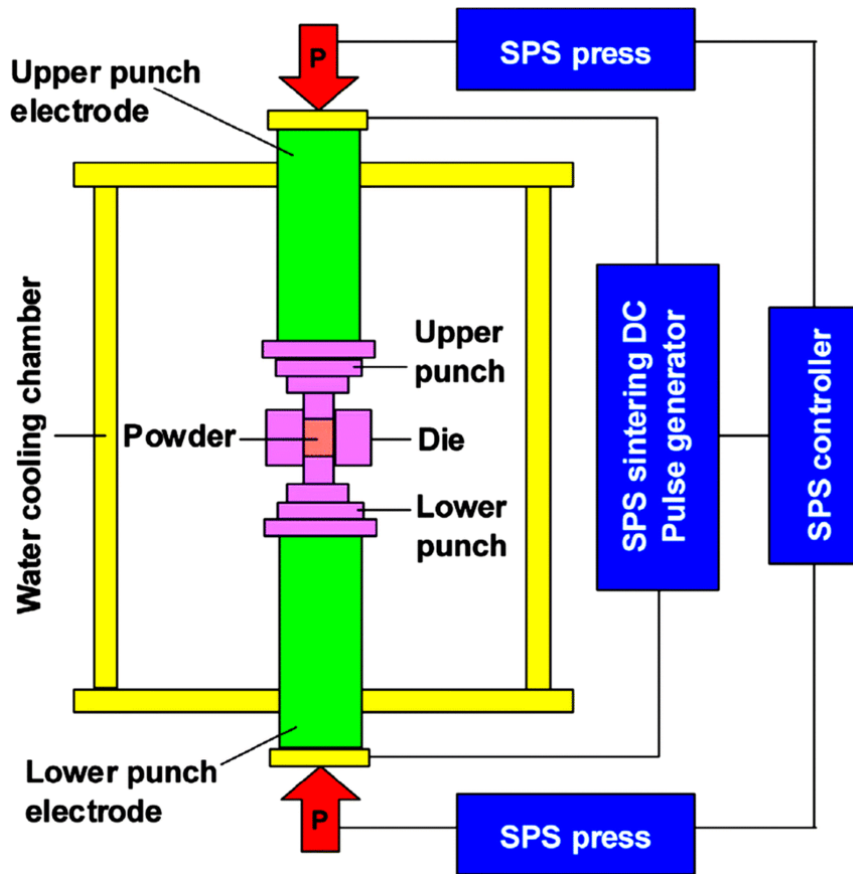 P
SPS press
Upper punch
electrode
Water cooling chamber
Upper
punch
Powder
Die
Lower
punch
SPS sintering DC
Pulse generator
SPS controller
Lower punch
electrode
P
SPS press